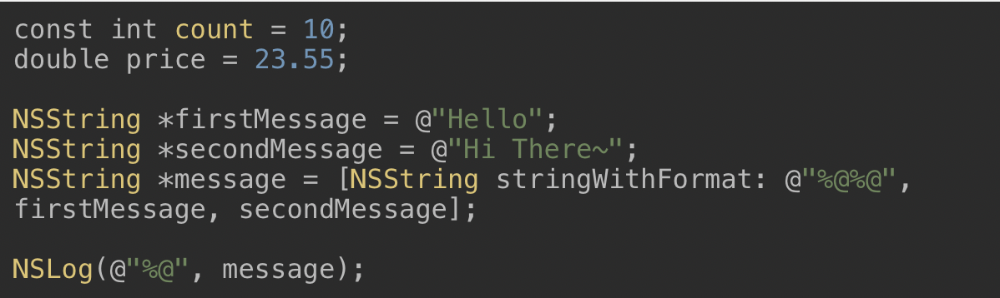 const int count = 10;
double price = 23.55;
NSString *firstMessage = @"Hello";
NSString *secondMessage = @"Hi There~";
NSString *message = [NSString stringWithFormat: @"%@%@",
firstMessage, secondMessage];
NSLog(@"%@", message);